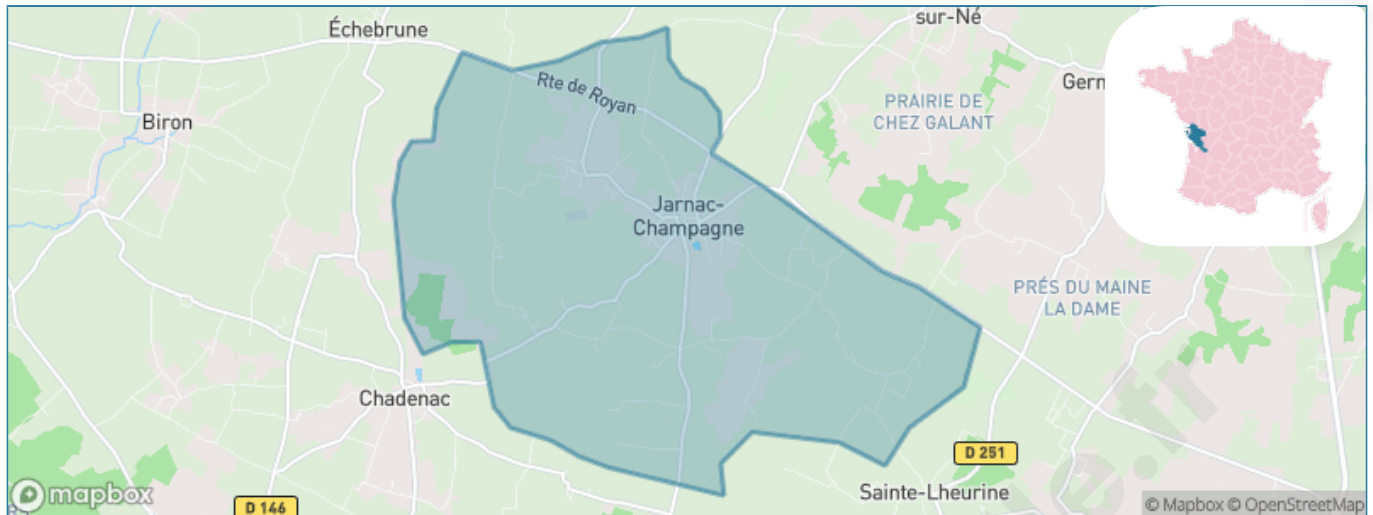 Échebrune
sur-Né
Rte de Royan
Germ
PRAIRIE DE
CHEZ GALANT
Biron
Jarnac-
Champagne
PRÉS DU MAINE
LA DAME
Chadenac
D 251
Sainte-Lheurine
mapbox
D 146
© Mapbox © OpenStreetMap